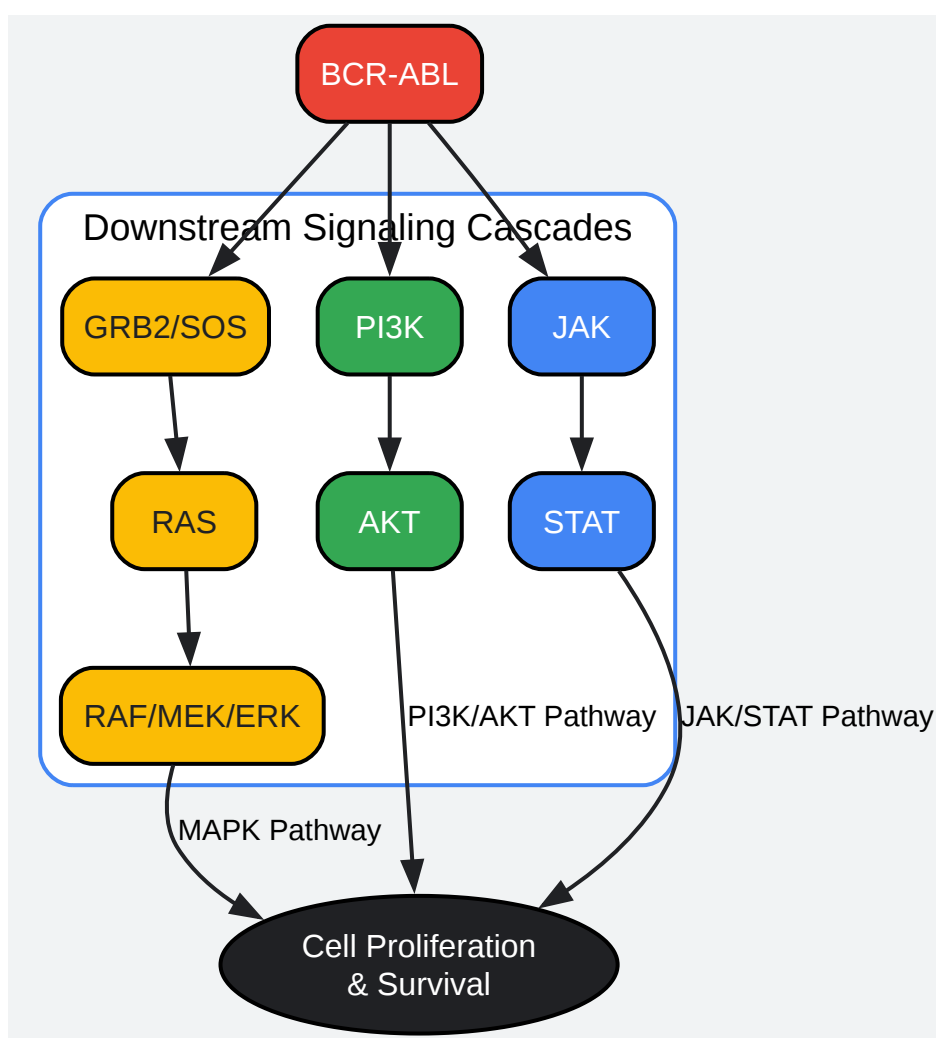 BCR-ABL
Downstream Signaling Cascades
GRB2/SOS
PI3K
JAK
RAS
AKT
STAT
RAF/MEK/ERK
PI3K/AKT Pathway
JAK/STAT Pathway
MAPK Pathway
Cell Proliferation
& Survival